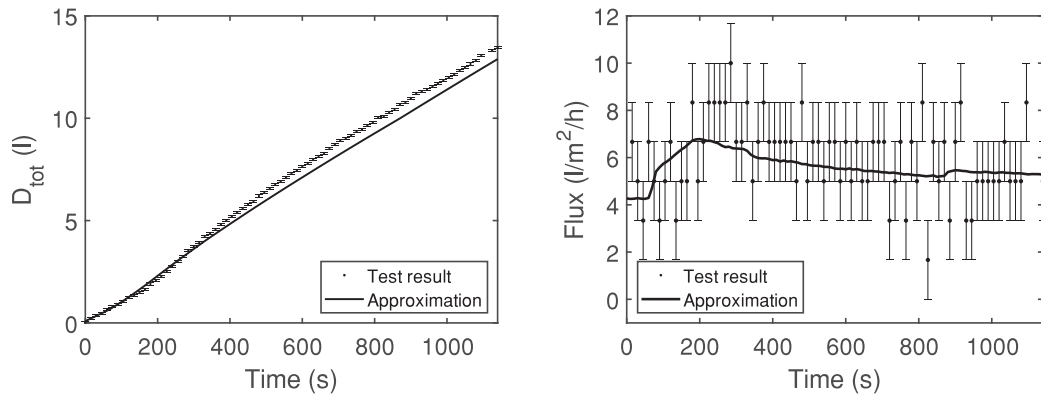 15
10
5
0
D_tot (l)
0 200 400 600 800 1000
Time (s)
Test result
Approximation
12
10
8
6
4
2
0
Flux (l/m²/h)
0 200 400 600 800 1000
Time (s)
Test result
Approximation